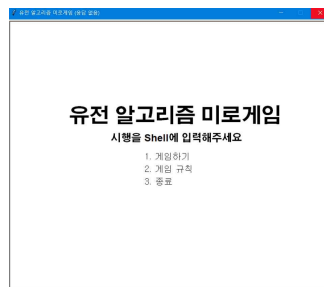 유전 알고리즘 미로게임 (응답 없음)
유전 알고리즘 미로게임
시행을 Shell에 입력해주세요
1. 게임하기
2. 게임 규칙
3. 종료